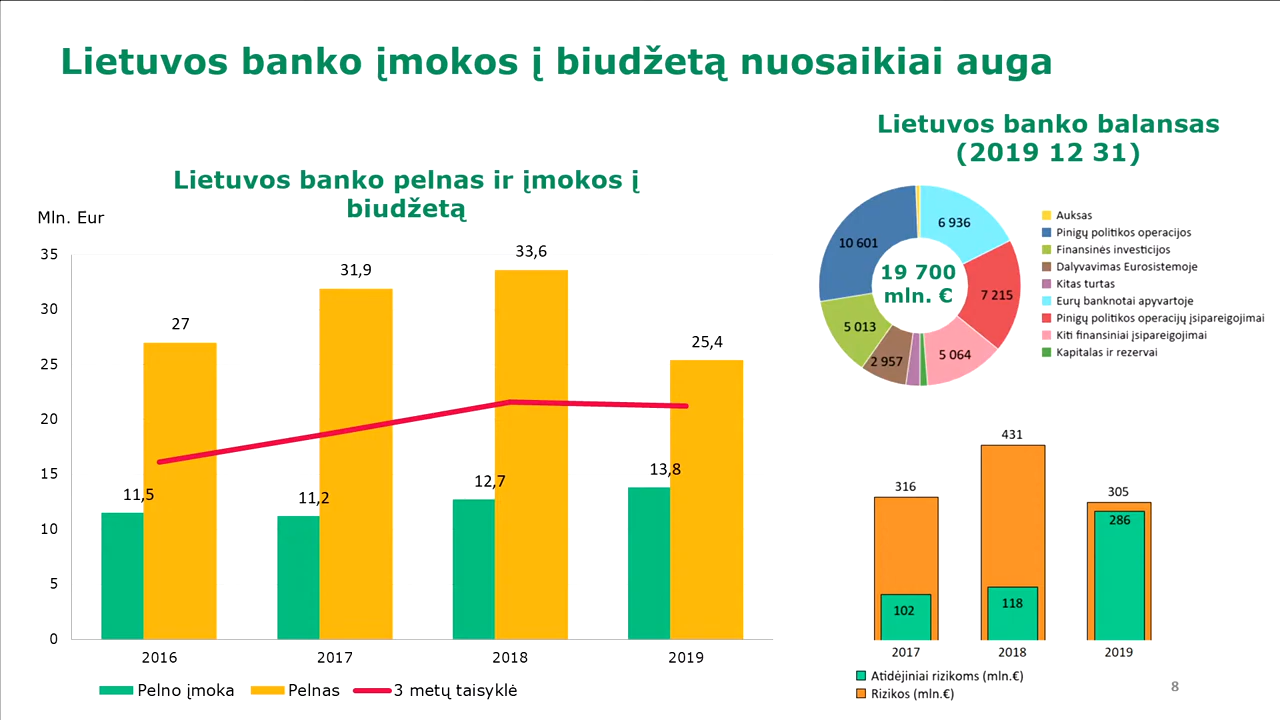 Lietuvos banko įmokos į biudžetą nuosaikiai auga
Lietuvos banko pelnas ir įmokos į
biudžetą
Mln. Eur
35
30
25
20
15
10
5
0
11,5
27
11,2
31,9
12,7
33,6
13,8
25,4
2016
2017
2018
2019
Pelno įmoka
Pelnas
3 metų taisyklė
Lietuvos banko balansas
(2019 12 31)
10 601
6 936
7 215
5 064
2 957
5 013
19 700
mln. €
Auksas
Pinigų politikos operacijos
Finansinės investicijos
Dalyvavimas Eurosistemoje
Kitas turtas
Eurų banknotai apyvartoje
Pinigų politikos operacijų įsipareigojimai
Kiti finansiniai įsipareigojimai
Kapitalas ir rezervai
316
102
431
118
305
286
2017
2018
2019
Atidėjiniai rizikoms (mln.€)
Rizikos (mln.€)
8